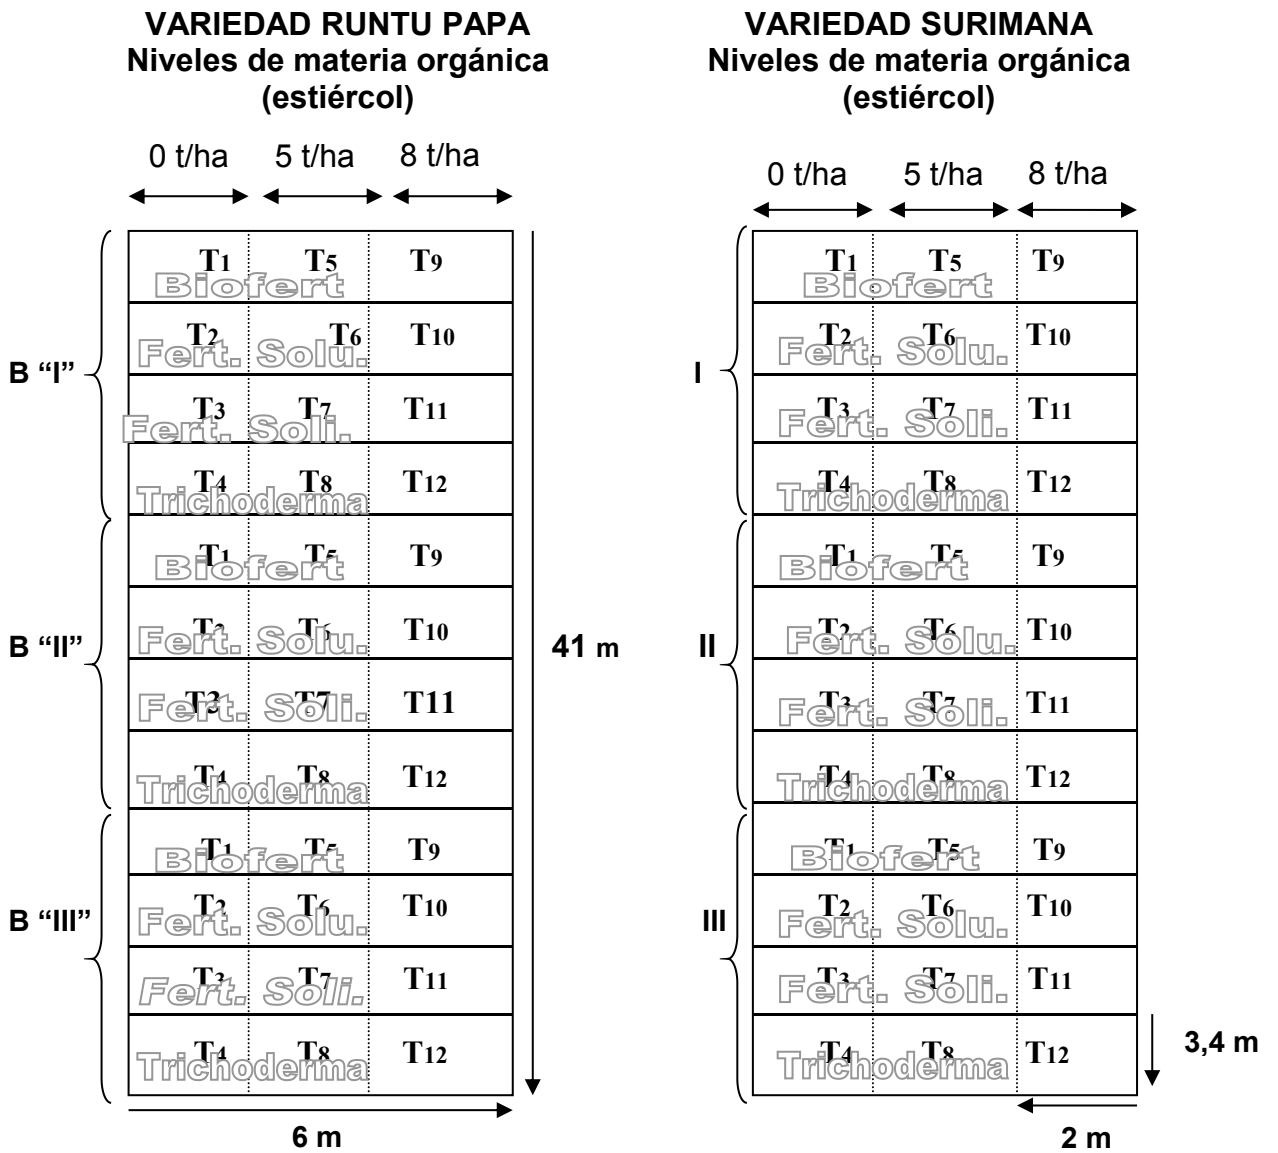 VARIEDAD RUNTU PAPA
Niveles de materia orgánica
(estiércol)
0 t/ha 5 t/ha 8 t/ha
B “I”
T1 T5 T9
Biofert
T2 T6 T10
Fert. Solu.
T3 T7 T11
Fert. Soli.
T4 T8 T12
Trichoderma
B “II”
T1 T5 T9
Biofert
T2 T6 T10
Fert. Solu.
T3 T7 T11
Fert. Soli.
T4 T8 T12
Trichoderma
B “III”
T1 T5 T9
Biofert
T2 T6 T10
Fert. Solu.
T3 T7 T11
Fert. Soli.
T4 T8 T12
Trichoderma
41 m
6 m
VARIEDAD SURIMANA
Niveles de materia orgánica
(estiércol)
0 t/ha 5 t/ha 8 t/ha
I
T1 T5 T9
Biofert
T2 T6 T10
Fert. Solu.
T3 T7 T11
Fert. Soli.
T4 T8 T12
Trichoderma
II
T1 T5 T9
Biofert
T2 T6 T10
Fert. Solu.
T3 T7 T11
Fert. Soli.
T4 T8 T12
Trichoderma
III
T1 T5 T9
Biofert
T2 T6 T10
Fert. Solu.
T3 T7 T11
Fert. Soli.
T4 T8 T12
Trichoderma
3,4 m
2 m